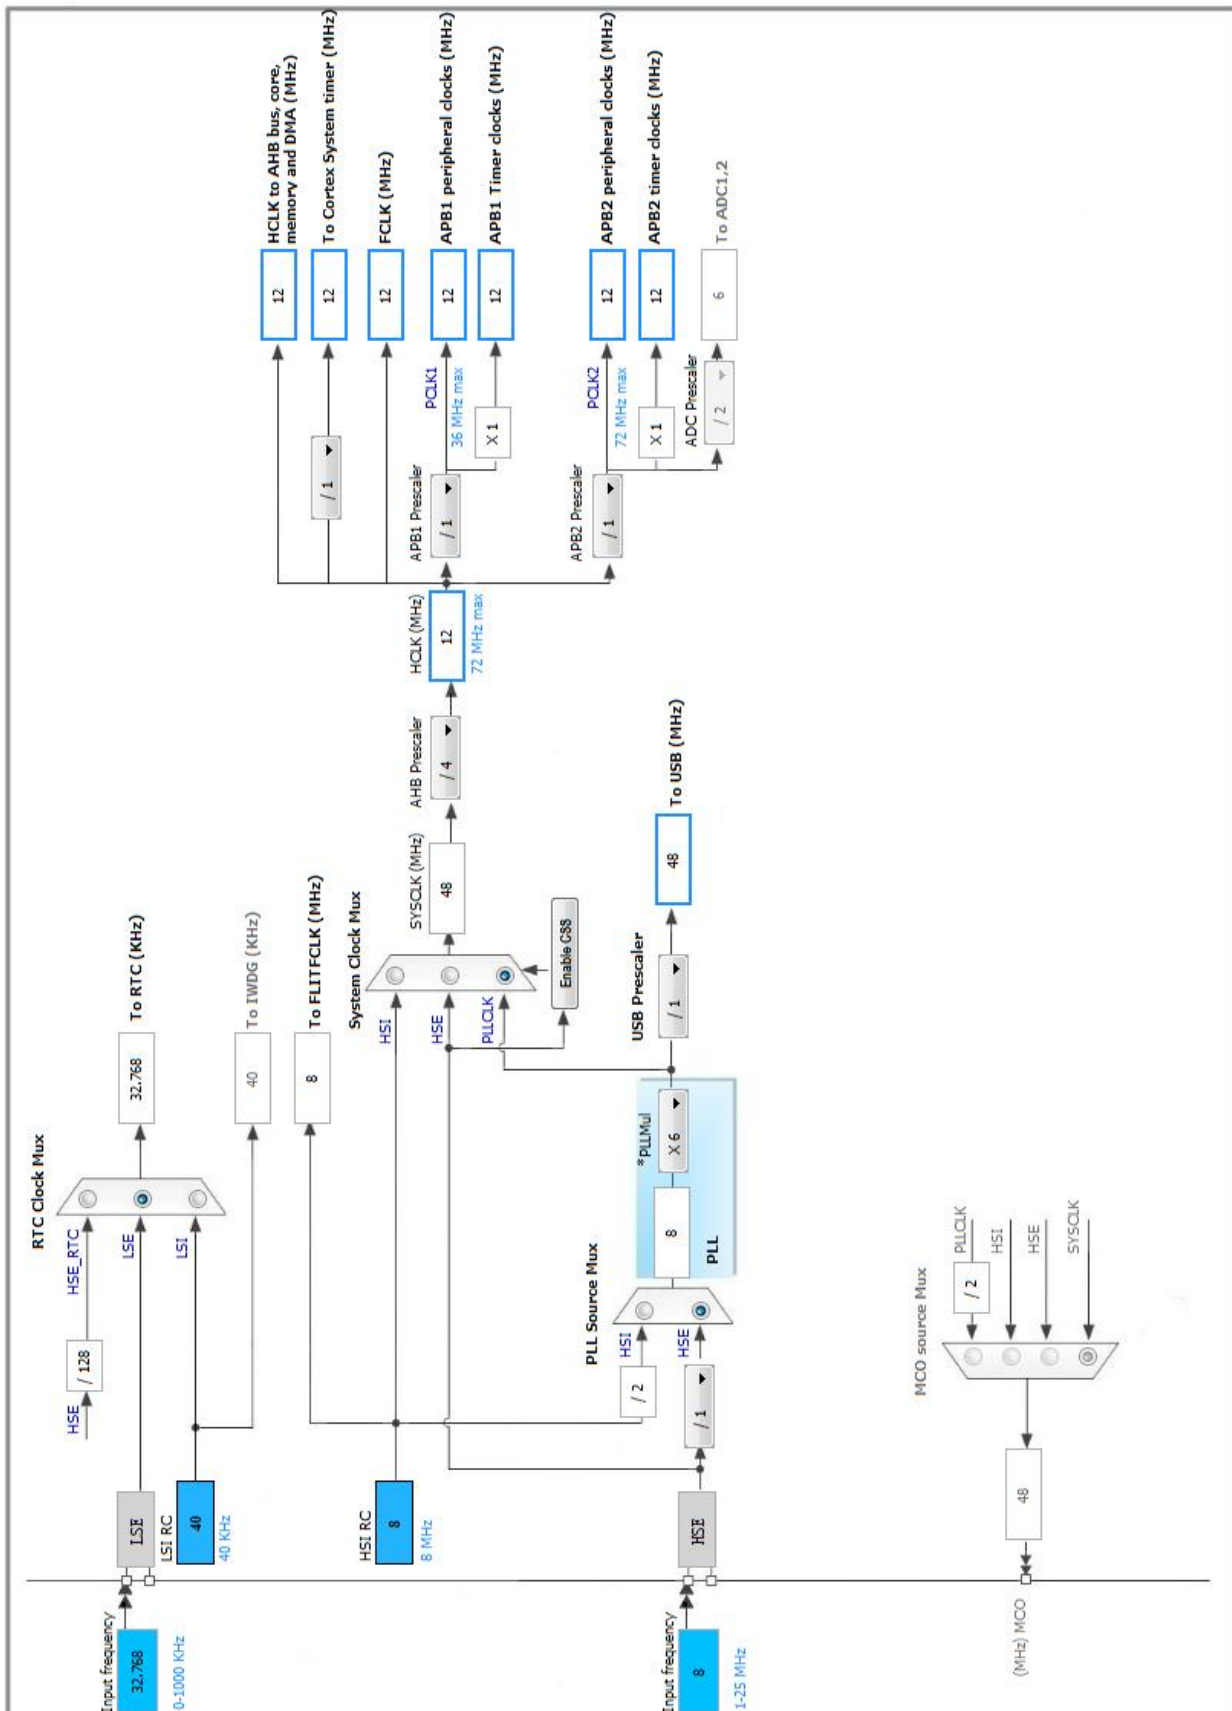 RTC Clock Mux
HSE
/ 128
HSE_RTC
Input frequency
32.768
0-1000 KHz
LSE
LSE
32.768
To RTC (KHz)
LSI RC
40
40 KHz
LSI
40
To IWDG (KHz)
8
To FLITFCLK (MHz)
HSI RC
8
8 MHz
System Clock Mux
HSI
HSE
PLLCLK
Enable CSS
SYSCLK (MHz)
48
AHB Prescaler
/ 4
HCLK (MHz)
12
72 MHz max
12
HCLK to AHB bus, core,
memory and DMA (MHz)
/ 1
12
To Cortex System timer (MHz)
12
FCLK (MHz)
APB1 Prescaler
/ 1
PCLK1
36 MHz max
12
APB1 peripheral clocks (MHz)
X 1
12
APB1 Timer clocks (MHz)
APB2 Prescaler
/ 1
PCLK2
72 MHz max
12
APB2 peripheral clocks (MHz)
X 1
12
APB2 timer clocks (MHz)
ADC Prescaler
/ 2
6
To ADC1,2
PLL Source Mux
HSI
/ 2
HSE
/ 1
Input frequency
8
1-25 MHz
HSE
8
*PLLMul
X 6
PLL
USB Prescaler
/ 1
48
To USB (MHz)
MCO source Mux
PLLCLK
/ 2
HSI
HSE
SYSCLK
48
(MHz) MCO